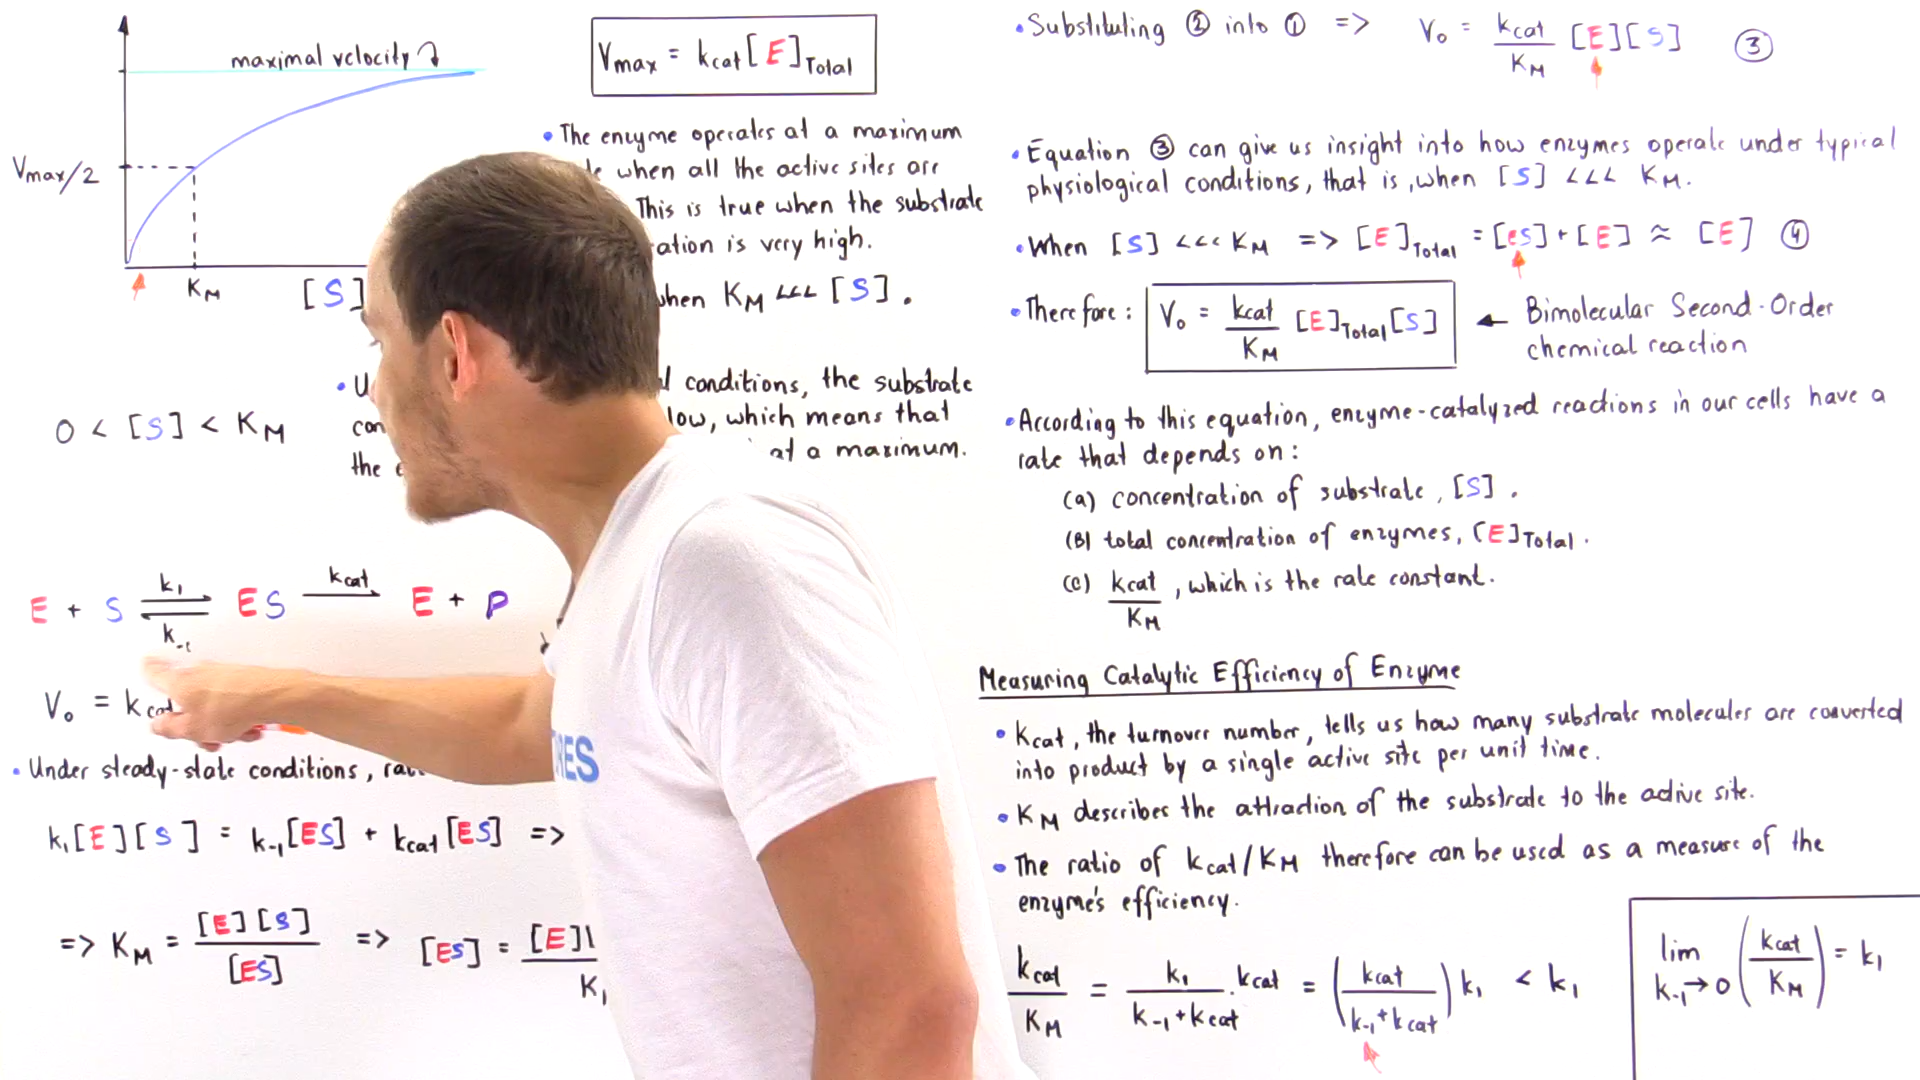 maximal velocity
Vmax/2
KM
[S]
0 < [S] < KM
Vmax = kcat[E]Total
• The enzyme operates at a maximum
when all the active sites are
This is true when the substrate
ation is very high.
when KM <<< [S].
• U
conditions, the substrate
con
low, which means that
the
at a maximum.
k1
kcat
E + S ⇌ ES → E + P
k-1
V0 = kcat
• Under steady-state conditions,
k1[E][S] = k-1[ES] + kcat[ES] =>
=> KM = [E][S]/[ES] => [ES] = [E]
• Substituting ② into ① => V0 = kcat/KM [E][S] ③
• Equation ③ can give us insight into how enzymes operate under typical
physiological conditions, that is, when [S] <<< KM.
• When [S] <<< KM => [E]Total = [ES] + [E] ≈ [E] ④
• Therefore: V0 = kcat/KM [E]Total[S] ← Bimolecular Second-Order
chemical reaction
• According to this equation, enzyme-catalyzed reactions in our cells have a
rate that depends on:
(a) concentration of substrate, [S].
(B) total concentration of enzymes, [E]Total.
(c) kcat/KM, which is the rate constant.
Measuring Catalytic Efficiency of Enzyme
• Kcat, the turnover number, tells us how many substrate molecules are converted
into product by a single active site per unit time.
• KM describes the attraction of the substrate to the active site.
• The ratio of kcat/KM therefore can be used as a measure of the
enzyme's efficiency.
kcat/KM = k1/(k-1+kcat) . kcat = (kcat/(k-1+kcat)) k1 < k1
lim k-1→0 (kcat/KM) = k1
RES